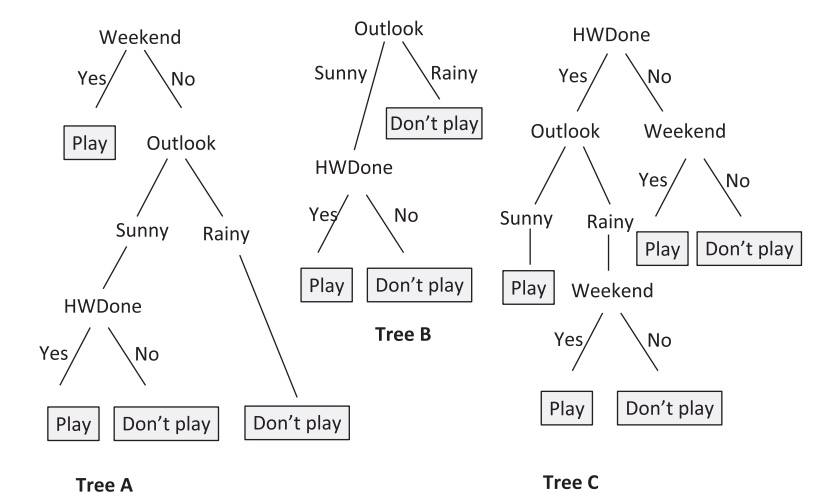 Weekend
Yes
No
Play
Outlook
Sunny
Rainy
HWDone
Yes
No
Play
Don't play
Don't play
Tree A
Outlook
Sunny
Rainy
Don't play
HWDone
Yes
No
Play
Don't play
Tree B
HWDone
Yes
No
Outlook
Weekend
Sunny
Rainy
Yes
No
Play
Play
Don't play
Weekend
Yes
No
Play
Don't play
Tree C